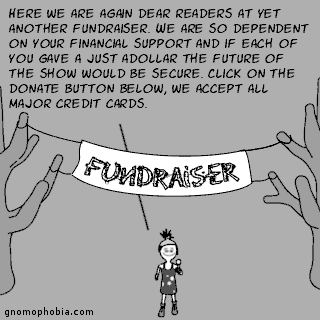 HERE WE ARE AGAIN DEAR READERS AT YET
ANOTHER FUNDRAISER. WE ARE SO DEPENDENT
ON YOUR FINANCIAL SUPPORT AND IF EACH OF
YOU GAVE A JUST ADOLLAR THE FUTURE OF
THE SHOW WOULD BE SECURE. CLICK ON THE
DONATE BUTTON BELOW, WE ACCEPT ALL
MAJOR CREDIT CARDS.
FUNDRAISER
gnomophobia.com